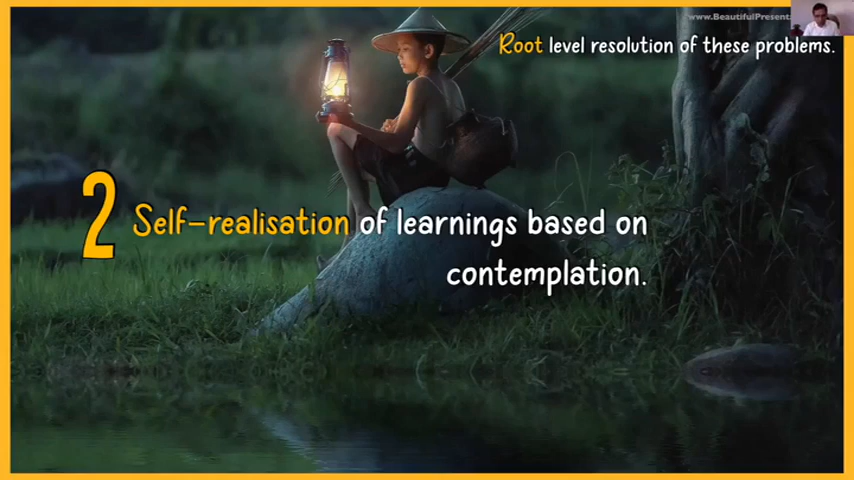 www.BeautifulPresent
Root level resolution of these problems.
2
Self-realisation of learnings based on
contemplation.